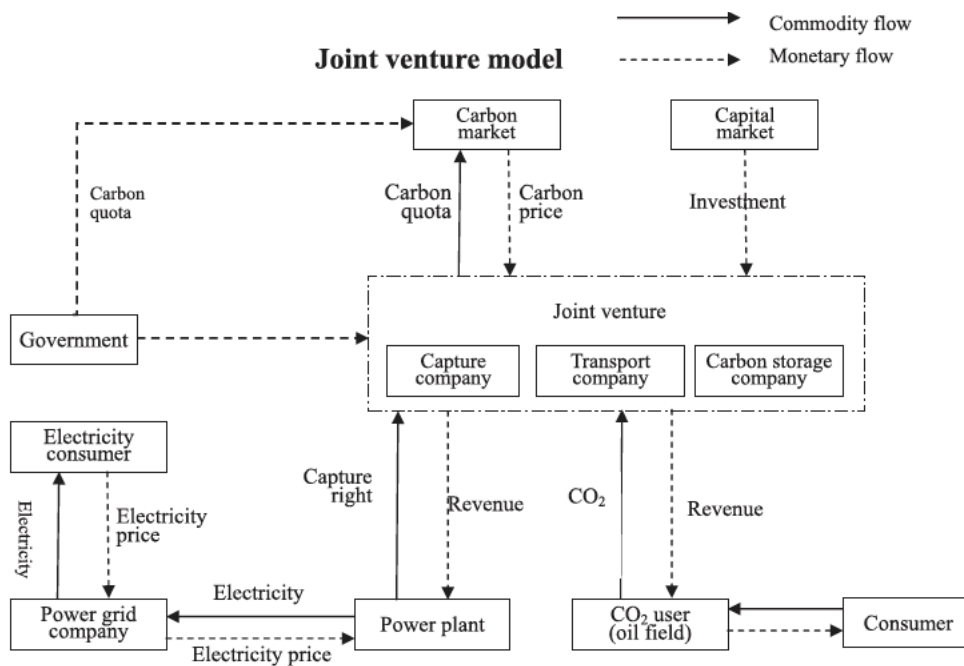 Commodity flow
Joint venture model
Monetary flow
Carbon
market
Capital
market
Carbon
quota
Carbon
quota
Carbon
price
Investment
Joint venture
Government
Capture
company
Transport
company
Carbon storage
company
Electricity
consumer
Capture
right
Revenue
CO₂
Revenue
Electricity
Electricity
price
Electricity
Power grid
company
Power plant
CO₂ user
(oil field)
Consumer
Electricity price